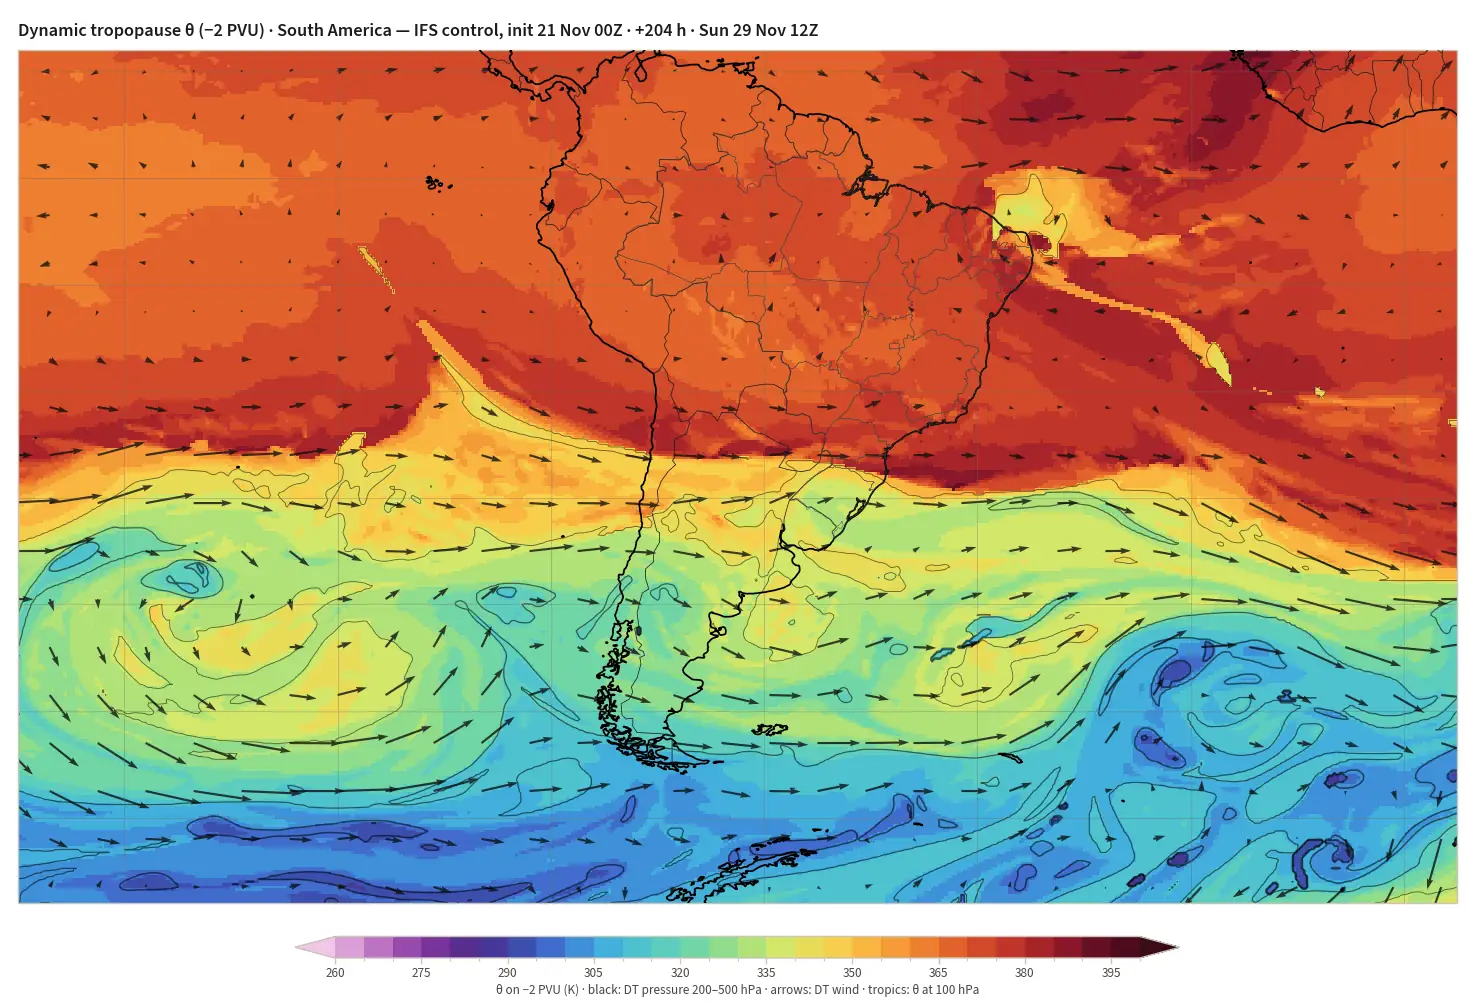 Dynamic tropopause θ (−2 PVU) · South America — IFS control, init 21 Nov 00Z · +204 h · Sun 29 Nov 12Z
260 275 290 305 320 335 350 365 380 395
θ on −2 PVU (K) · black: DT pressure 200–500 hPa · arrows: DT wind · tropics: θ at 100 hPa